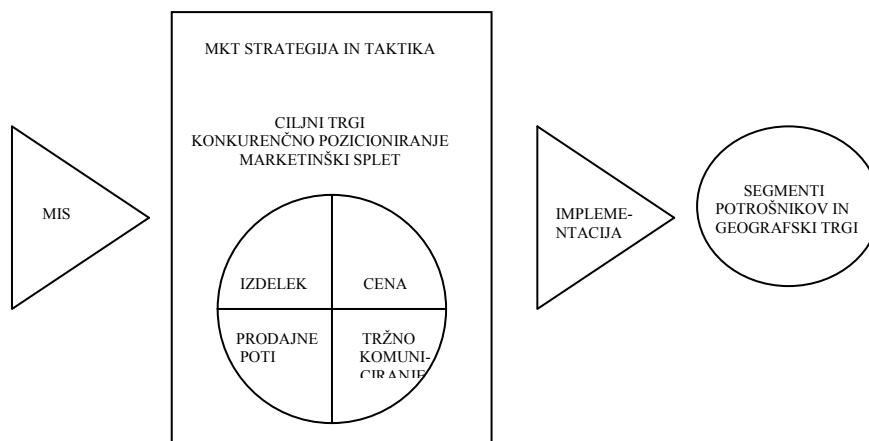 MKT STRATEGIJA IN TAKTIKA
CILJNI TRGI
KONKURENČNO POZICIONIRANJE
MARKETINŠKI SPLET
MIS
IZDELEK
CENA
PRODAJNE
POTI
TRŽNO
KOMUNI-
CIRANJE
IMPLEME-
NTACIJA
SEGMENTI
POTROŠNIKOV IN
GEOGRAFSKI TRGI